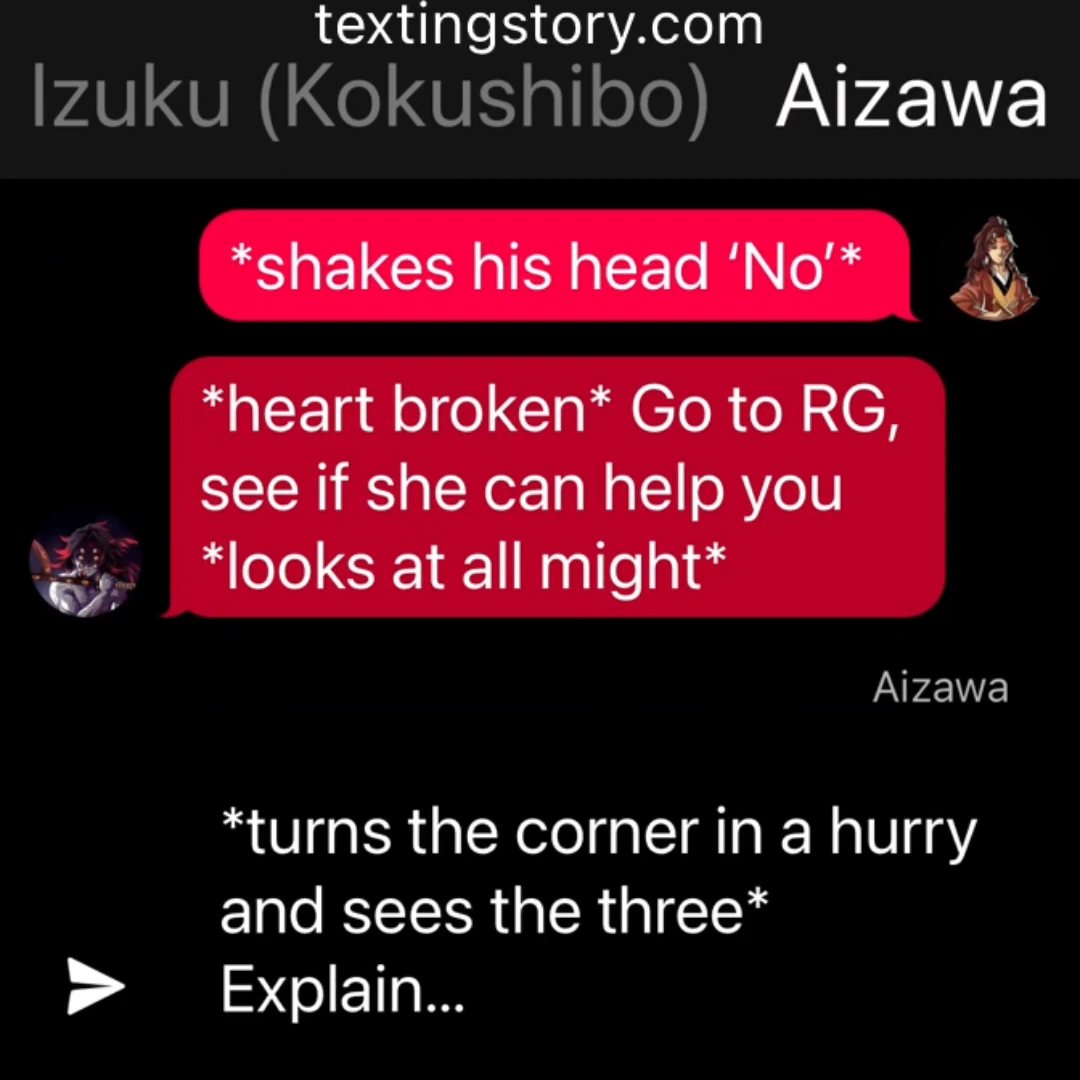 textingstory.com
Izuku (Kokushibo) Aizawa
*shakes his head ‘No’*
*heart broken* Go to RG,
see if she can help you
*looks at all might*
Aizawa
*turns the corner in a hurry
and sees the three*
Explain...